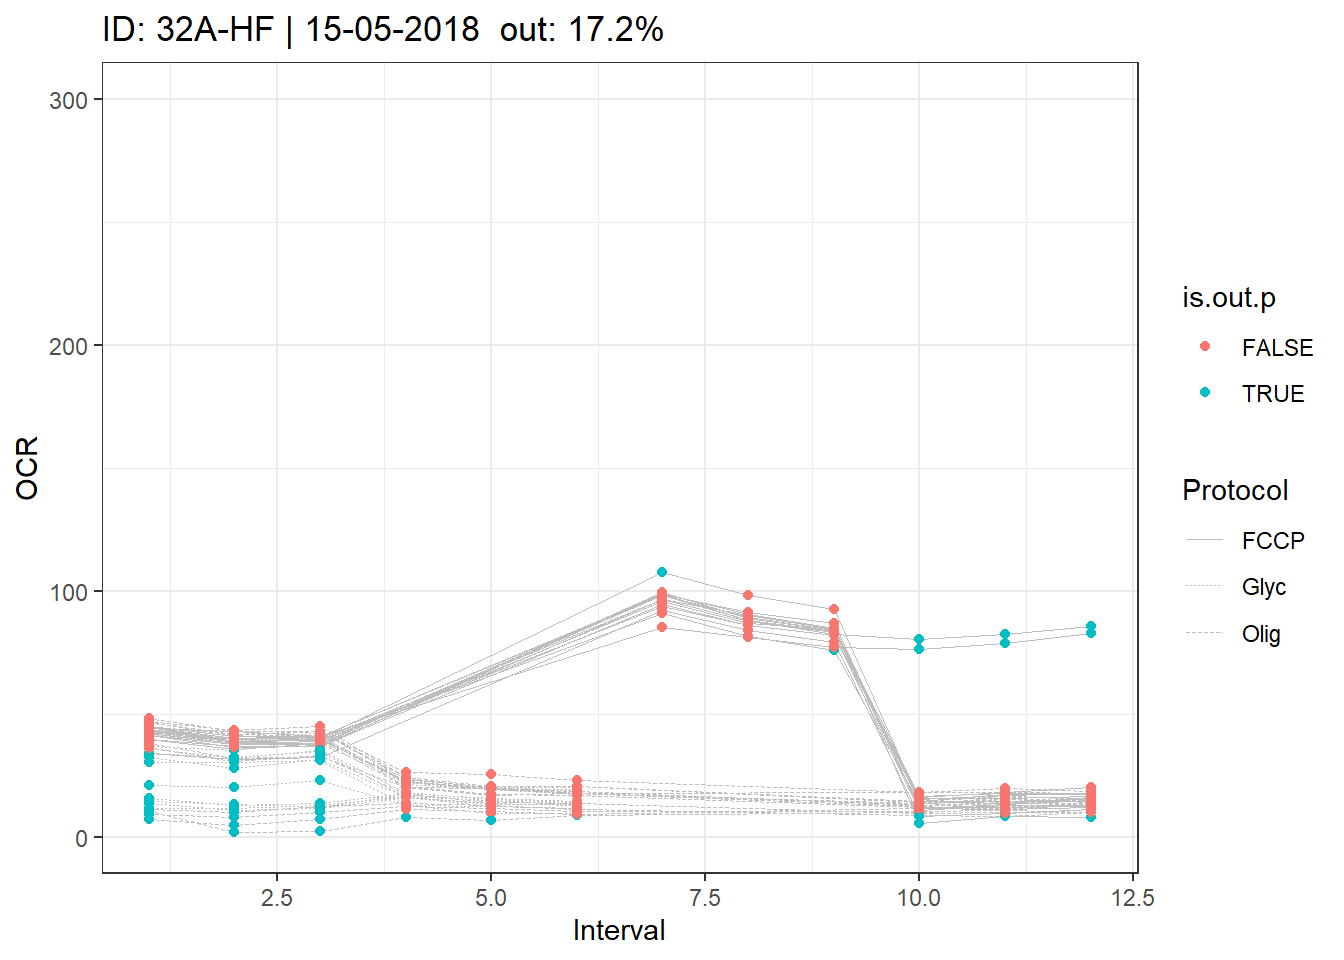 ID: 32A-HF | 15-05-2018  out: 17.2%
300
200
100
0
OCR
2.5
5.0
7.5
10.0
12.5
Interval
is.out.p
FALSE
TRUE
Protocol
FCCP
Glyc
Olig